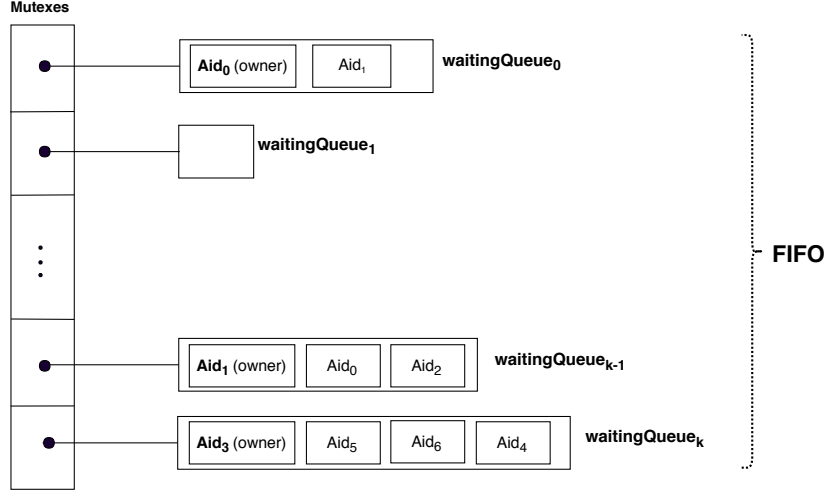 Mutexes
Aid₀ (owner) Aid₁ waitingQueue₀
waitingQueue₁
FIFO
Aid₁ (owner) Aid₀ Aid₂ waitingQueueₖ₋₁
Aid₃ (owner) Aid₅ Aid₆ Aid₄ waitingQueueₖ